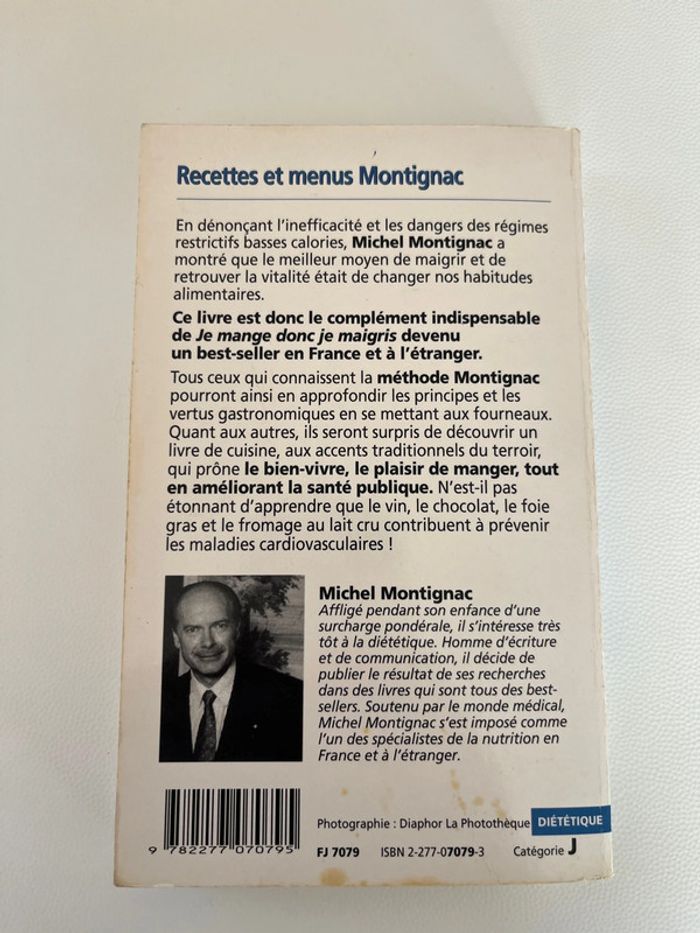 Recettes et menus Montignac
En dénonçant l'inefficacité et les dangers des régimes
restrictifs basses calories, Michel Montignac a
montré que le meilleur moyen de maigrir et de
retrouver la vitalité était de changer nos habitudes
alimentaires.
Ce livre est donc le complément indispensable
de Je mange donc je maigris devenu
un best-seller en France et à l'étranger.
Tous ceux qui connaissent la méthode Montignac
pourront ainsi en approfondir les principes et les
vertus gastronomiques en se mettant aux fourneaux.
Quant aux autres, ils seront surpris de découvrir un
livre de cuisine, aux accents traditionnels du terroir,
qui prône le bien-vivre, le plaisir de manger, tout
en améliorant la santé publique. N'est-il pas
étonnant d'apprendre que le vin, le chocolat, le foie
gras et le fromage au lait cru contribuent à prévenir
les maladies cardiovasculaires !
Michel Montignac
Affligé pendant son enfance d'une
surcharge pondérale, il s'intéresse très
tôt à la diététique. Homme d'écriture
et de communication, il décide de
publier le résultat de ses recherches
dans des livres qui sont tous des best-
sellers. Soutenu par le monde médical,
Michel Montignac s'est imposé comme
l'un des spécialistes de la nutrition en
France et à l'étranger.
Photographie : Diaphor La Photothèque DIÉTÉTIQUE
9 782277 070795 FJ 7079 ISBN 2-277-07079-3 Catégorie J